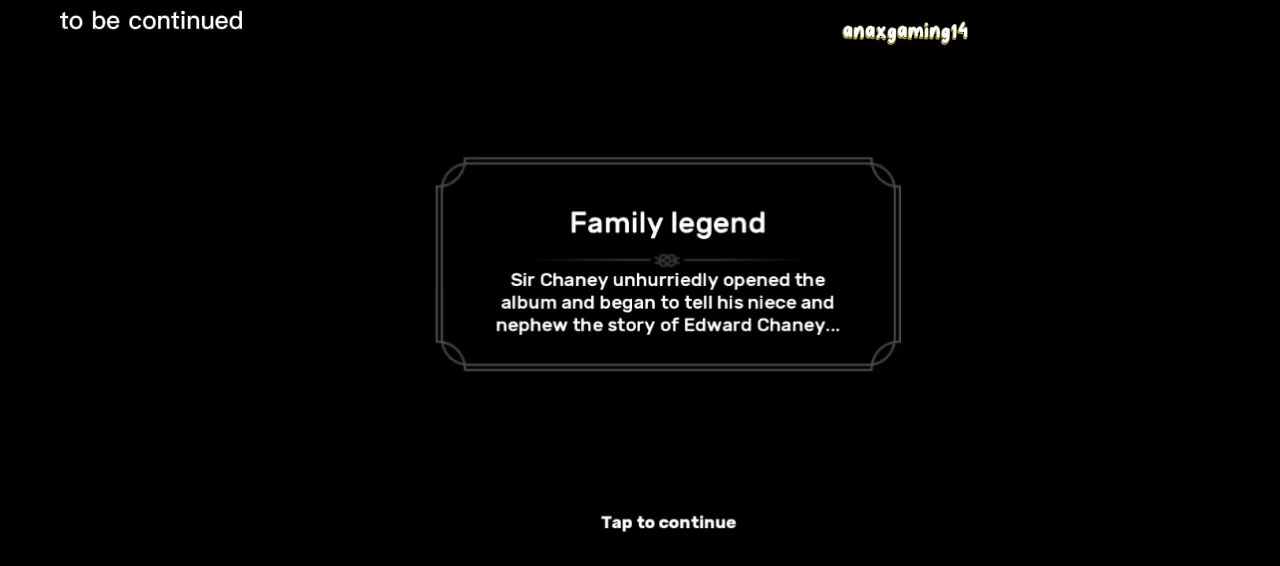 to be continued
anaxgaming14
Family legend
Sir Chaney unhurriedly opened the
album and began to tell his niece and
nephew the story of Edward Chaney...
Tap to continue